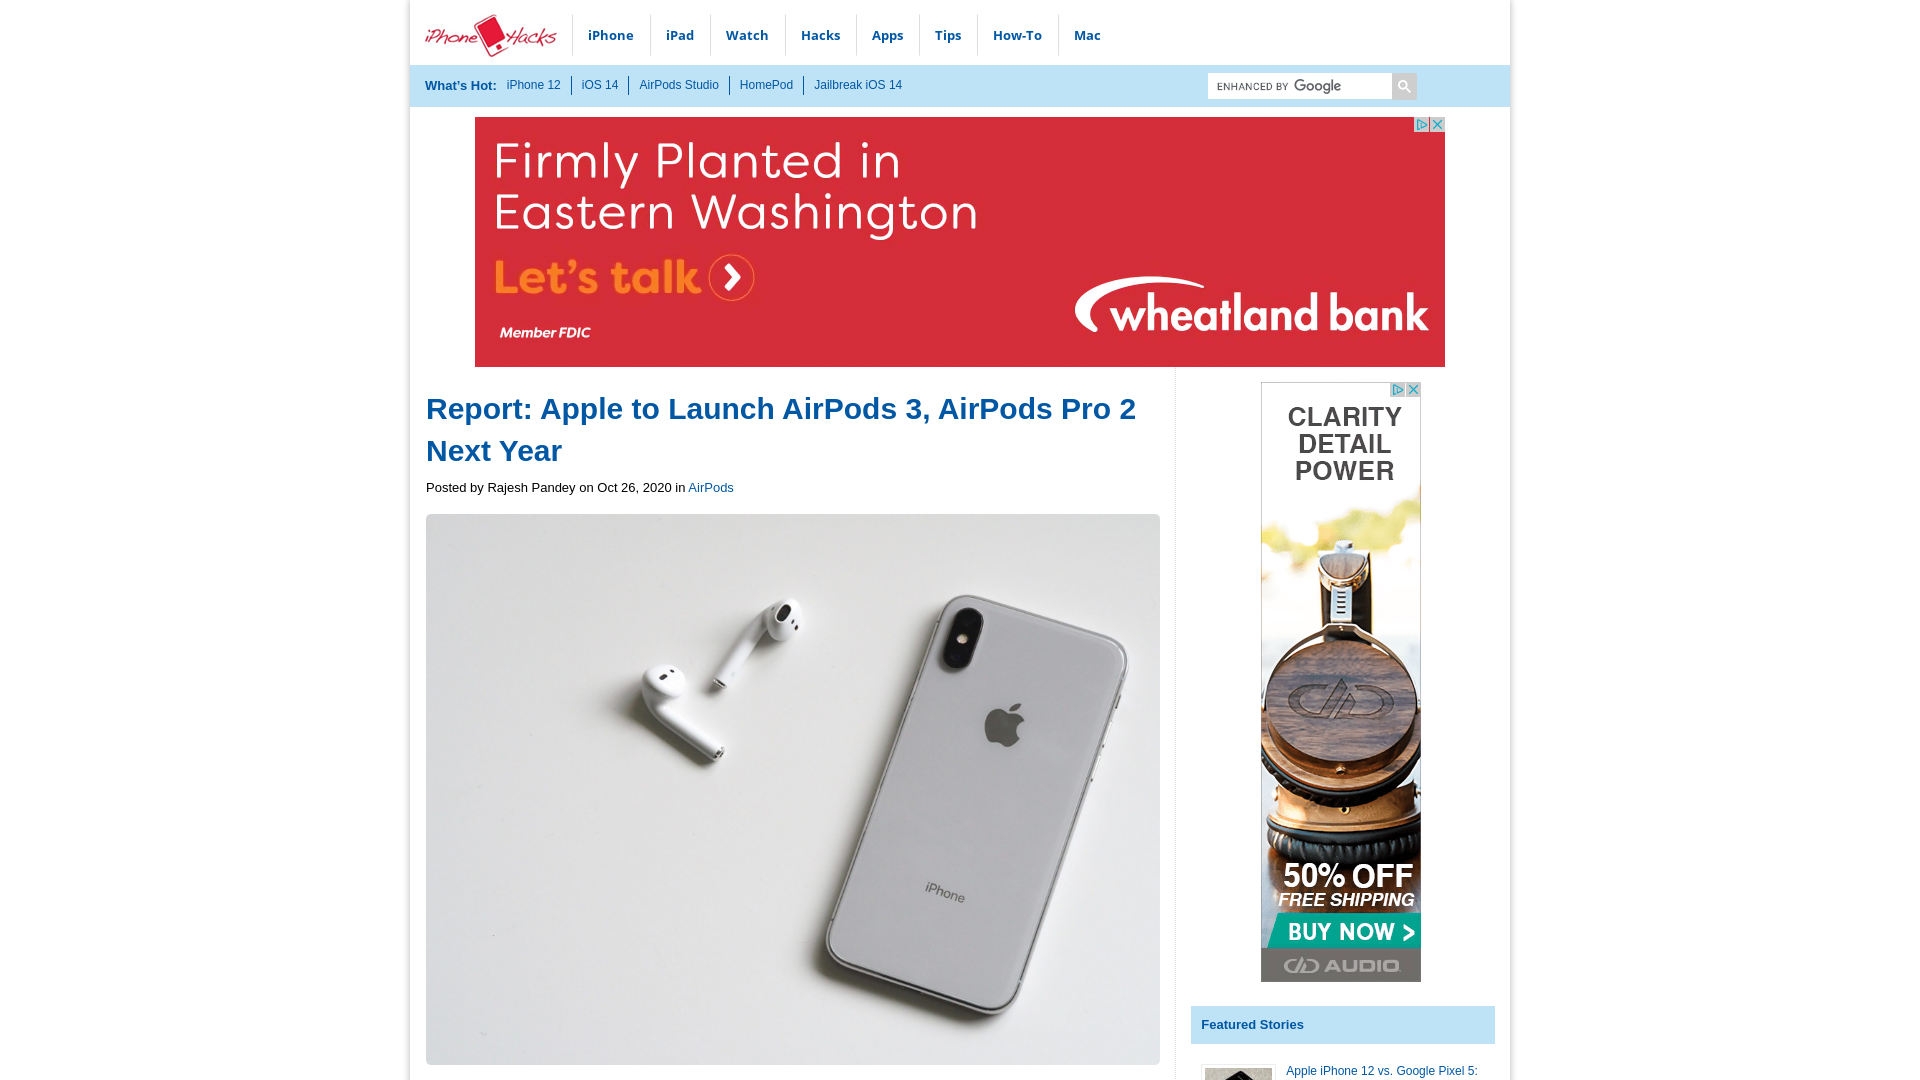 iPhone Hacks
iPhone
iPad
Watch
Hacks
Apps
Tips
How-To
Mac
What's Hot:
iPhone 12
iOS 14
AirPods Studio
HomePod
Jailbreak iOS 14
ENHANCED BY Google
Firmly Planted in
Eastern Washington
Let's talk
Member FDIC
wheatland bank
Report: Apple to Launch AirPods 3, AirPods Pro 2
Next Year
Posted by Rajesh Pandey on Oct 26, 2020 in AirPods
iPhone
CLARITY
DETAIL
POWER
50% OFF
*FREE SHIPPING
BUY NOW >
DD AUDIO
Featured Stories
Apple iPhone 12 vs. Google Pixel 5: